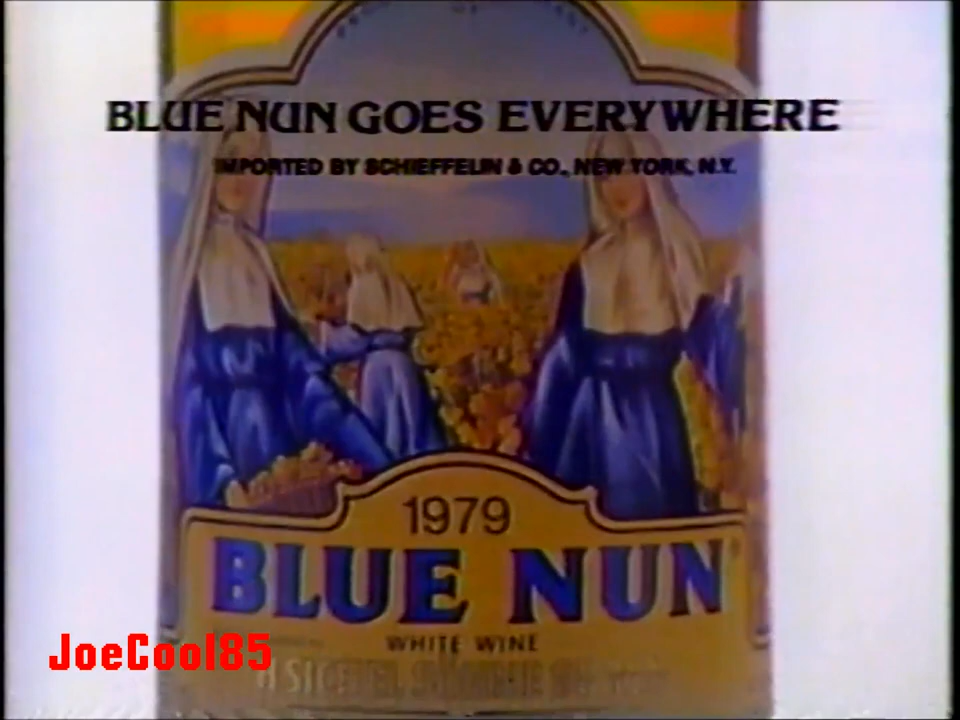 BLUE NUN GOES EVERYWHERE
IMPORTED BY SCHIEFFELIN & CO., NEW YORK, N.Y.
1979
BLUE NUN
WHITE WINE
JoeCool85